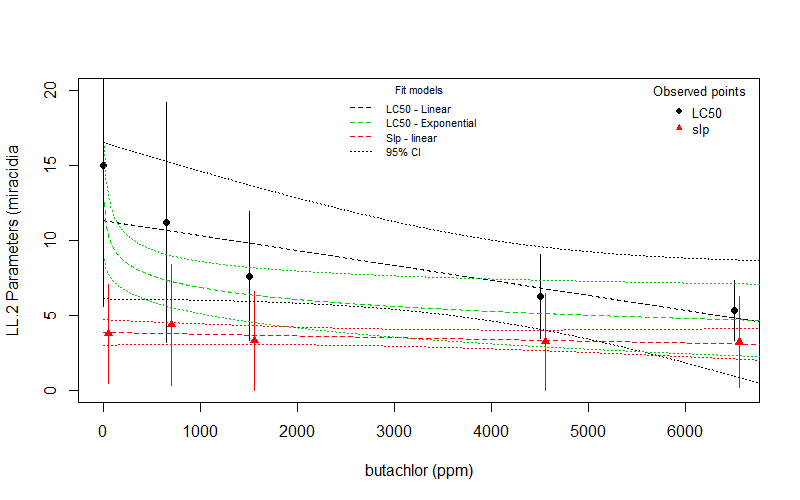 Fit models
LC50 - Linear
LC50 - Exponential
Slp - linear
95% CI
Observed points
LC50
slp
LL.2 Parameters (miracidia
20
15
10
5
0
0 1000 2000 3000 4000 5000 6000
butachlor (ppm)